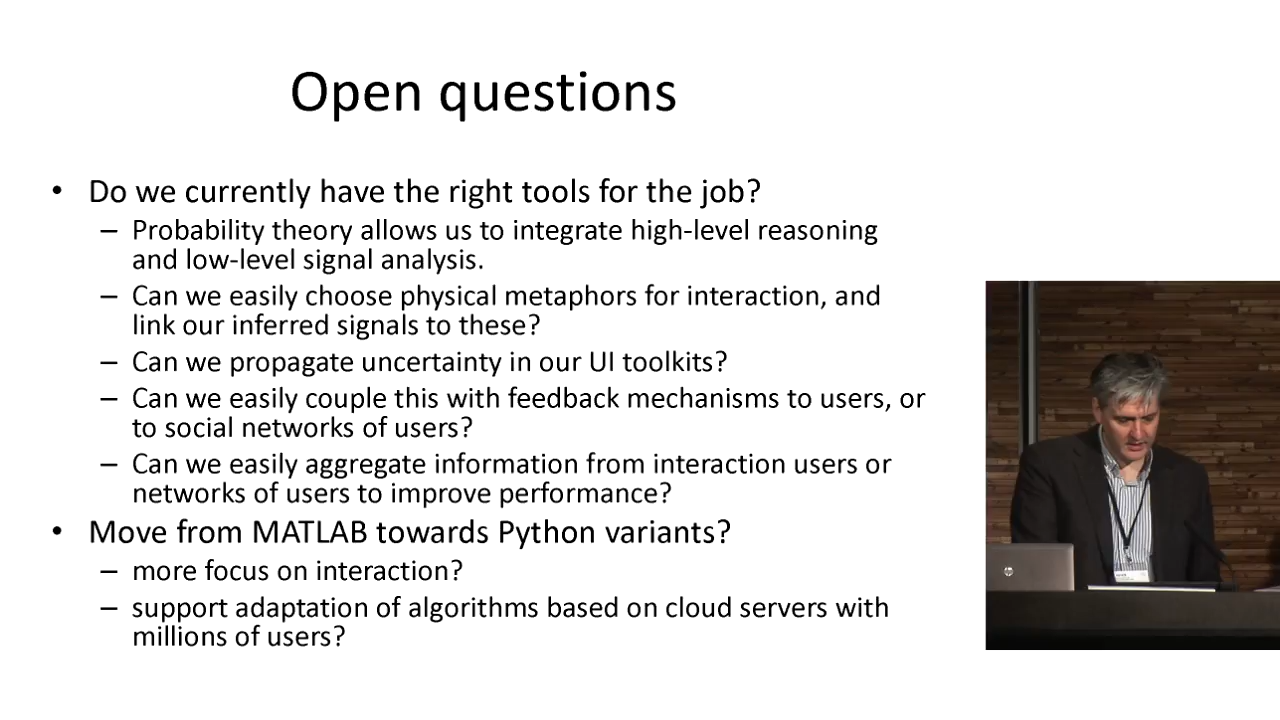 Open questions
• Do we currently have the right tools for the job?
– Probability theory allows us to integrate high-level reasoning
and low-level signal analysis.
– Can we easily choose physical metaphors for interaction, and
link our inferred signals to these?
– Can we propagate uncertainty in our UI toolkits?
– Can we easily couple this with feedback mechanisms to users, or
to social networks of users?
– Can we easily aggregate information from interaction users or
networks of users to improve performance?
• Move from MATLAB towards Python variants?
– more focus on interaction?
– support adaptation of algorithms based on cloud servers with
millions of users?
hp